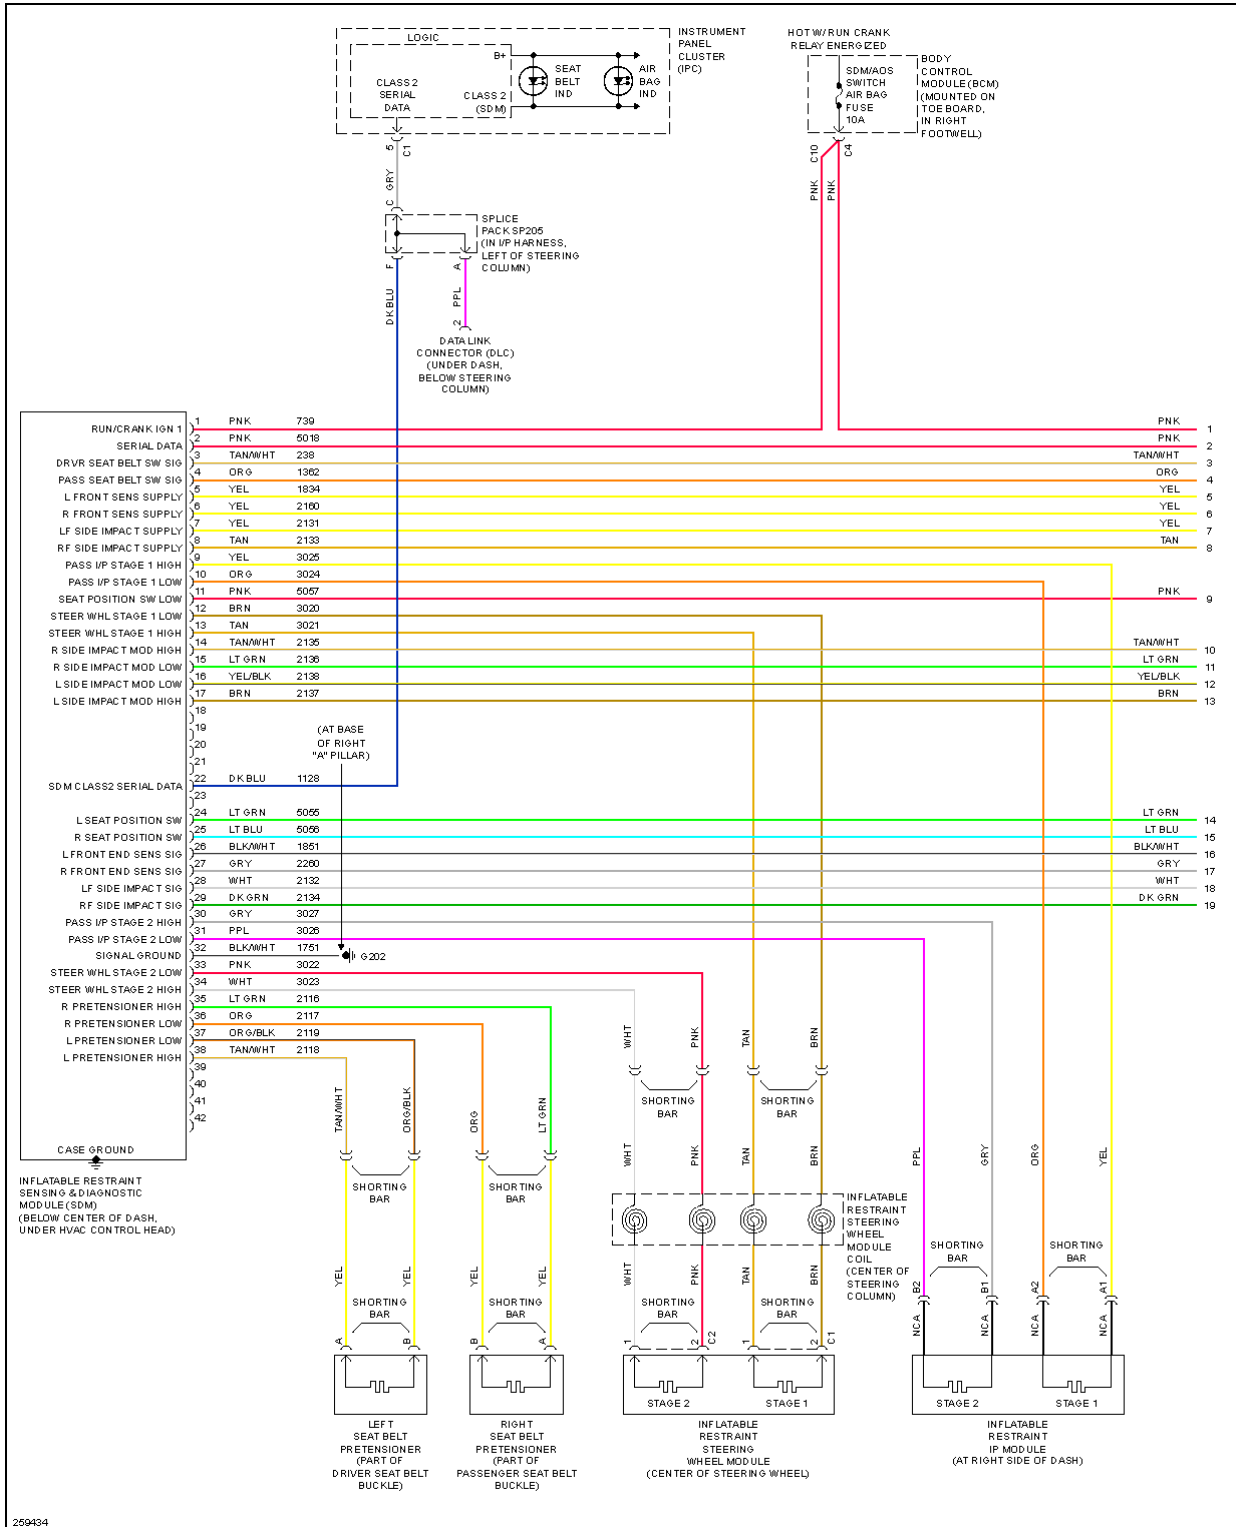 INSTRUMENT
PANEL
CLUSTER
(IPC)
LOGIC
B+
SEAT
BELT
IND
AIR
BAG
IND
CLASS 2
SERIAL
DATA
CLASS 2
(SDM)
5
C1
GRY
C
SPLICE
PACK SP205
(IN I/P HARNESS,
LEFT OF STEERING
COLUMN)
F
A
DK BLU
PPL
2
DATA LINK
CONNECTOR (DLC)
(UNDER DASH,
BELOW STEERING
COLUMN)
HOT W/RUN CRANK
RELAY ENERGIZED
SDM/AOS
SWITCH
AIR BAG
FUSE
10A
BODY
CONTROL
MODULE (BCM)
(MOUNTED ON
TOE BOARD,
IN RIGHT
FOOTWELL)
C10
C4
PNK
PNK
RUN/CRANK IGN 1 1 PNK 739 PNK 1
SERIAL DATA 2 PNK 5018 PNK 2
DRVR SEAT BELT SW SIG 3 TAN/WHT 238 TAN/WHT 3
PASS SEAT BELT SW SIG 4 ORG 1362 ORG 4
L FRONT SENS SUPPLY 5 YEL 1834 YEL 5
R FRONT SENS SUPPLY 6 YEL 2160 YEL 6
LF SIDE IMPACT SUPPLY 7 YEL 2131 YEL 7
RF SIDE IMPACT SUPPLY 8 TAN 2133 TAN 8
PASS I/P STAGE 1 HIGH 9 YEL 3025
PASS I/P STAGE 1 LOW 10 ORG 3024
SEAT POSITION SW LOW 11 PNK 5057 PNK 9
STEER WHL STAGE 1 LOW 12 BRN 3020
STEER WHL STAGE 1 HIGH 13 TAN 3021
R SIDE IMPACT MOD HIGH 14 TAN/WHT 2135 TAN/WHT 10
R SIDE IMPACT MOD LOW 15 LT GRN 2136 LT GRN 11
L SIDE IMPACT MOD LOW 16 YEL/BLK 2138 YEL/BLK 12
L SIDE IMPACT MOD HIGH 17 BRN 2137 BRN 13
18
19
20
21
(AT BASE
OF RIGHT
"A" PILLAR)
SDM CLASS2 SERIAL DATA 22 DK BLU 1128
23
L SEAT POSITION SW 24 LT GRN 5055 LT GRN 14
R SEAT POSITION SW 25 LT BLU 5056 LT BLU 15
L FRONT END SENS SIG 26 BLK/WHT 1851 BLK/WHT 16
R FRONT END SENS SIG 27 GRY 2260 GRY 17
LF SIDE IMPACT SIG 28 WHT 2132 WHT 18
RF SIDE IMPACT SIG 29 DK GRN 2134 DK GRN 19
PASS I/P STAGE 2 HIGH 30 GRY 3027
PASS I/P STAGE 2 LOW 31 PPL 3026
SIGNAL GROUND 32 BLK/WHT 1751 G202
STEER WHL STAGE 2 LOW 33 PNK 3022
STEER WHL STAGE 2 HIGH 34 WHT 3023
R PRETENSIONER HIGH 35 LT GRN 2116
R PRETENSIONER LOW 36 ORG 2117
L PRETENSIONER LOW 37 ORG/BLK 2119
L PRETENSIONER HIGH 38 TAN/WHT 2118
39
40
41
42
CASE GROUND
INFLATABLE RESTRAINT
SENSING & DIAGNOSTIC
MODULE (SDM)
(BELOW CENTER OF DASH,
UNDER HVAC CONTROL HEAD)
TAN/WHT
ORG/BLK
ORG
LT GRN
SHORTING
BAR
SHORTING
BAR
YEL
YEL
YEL
YEL
SHORTING
BAR
SHORTING
BAR
A
B
B
A
LEFT
SEAT BELT
PRETENSIONER
(PART OF
DRIVER SEAT BELT
BUCKLE)
RIGHT
SEAT BELT
PRETENSIONER
(PART OF
PASSENGER SEAT BELT
BUCKLE)
WHT
PNK
TAN
BRN
SHORTING
BAR
SHORTING
BAR
WHT
PNK
TAN
BRN
INFLATABLE
RESTRAINT
STEERING
WHEEL
MODULE
COIL
(CENTER OF
STEERING
COLUMN)
WHT
PNK
TAN
BRN
SHORTING
BAR
SHORTING
BAR
1
2
C2
1
2
C1
STAGE 2
STAGE 1
INFLATABLE
RESTRAINT
STEERING
WHEEL MODULE
(CENTER OF STEERING WHEEL)
PPL
GRY
ORG
YEL
SHORTING
BAR
SHORTING
BAR
B2
B1
A2
A1
NCA
NCA
NCA
NCA
STAGE 2
STAGE 1
INFLATABLE
RESTRAINT
IP MODULE
(AT RIGHT SIDE OF DASH)
259434